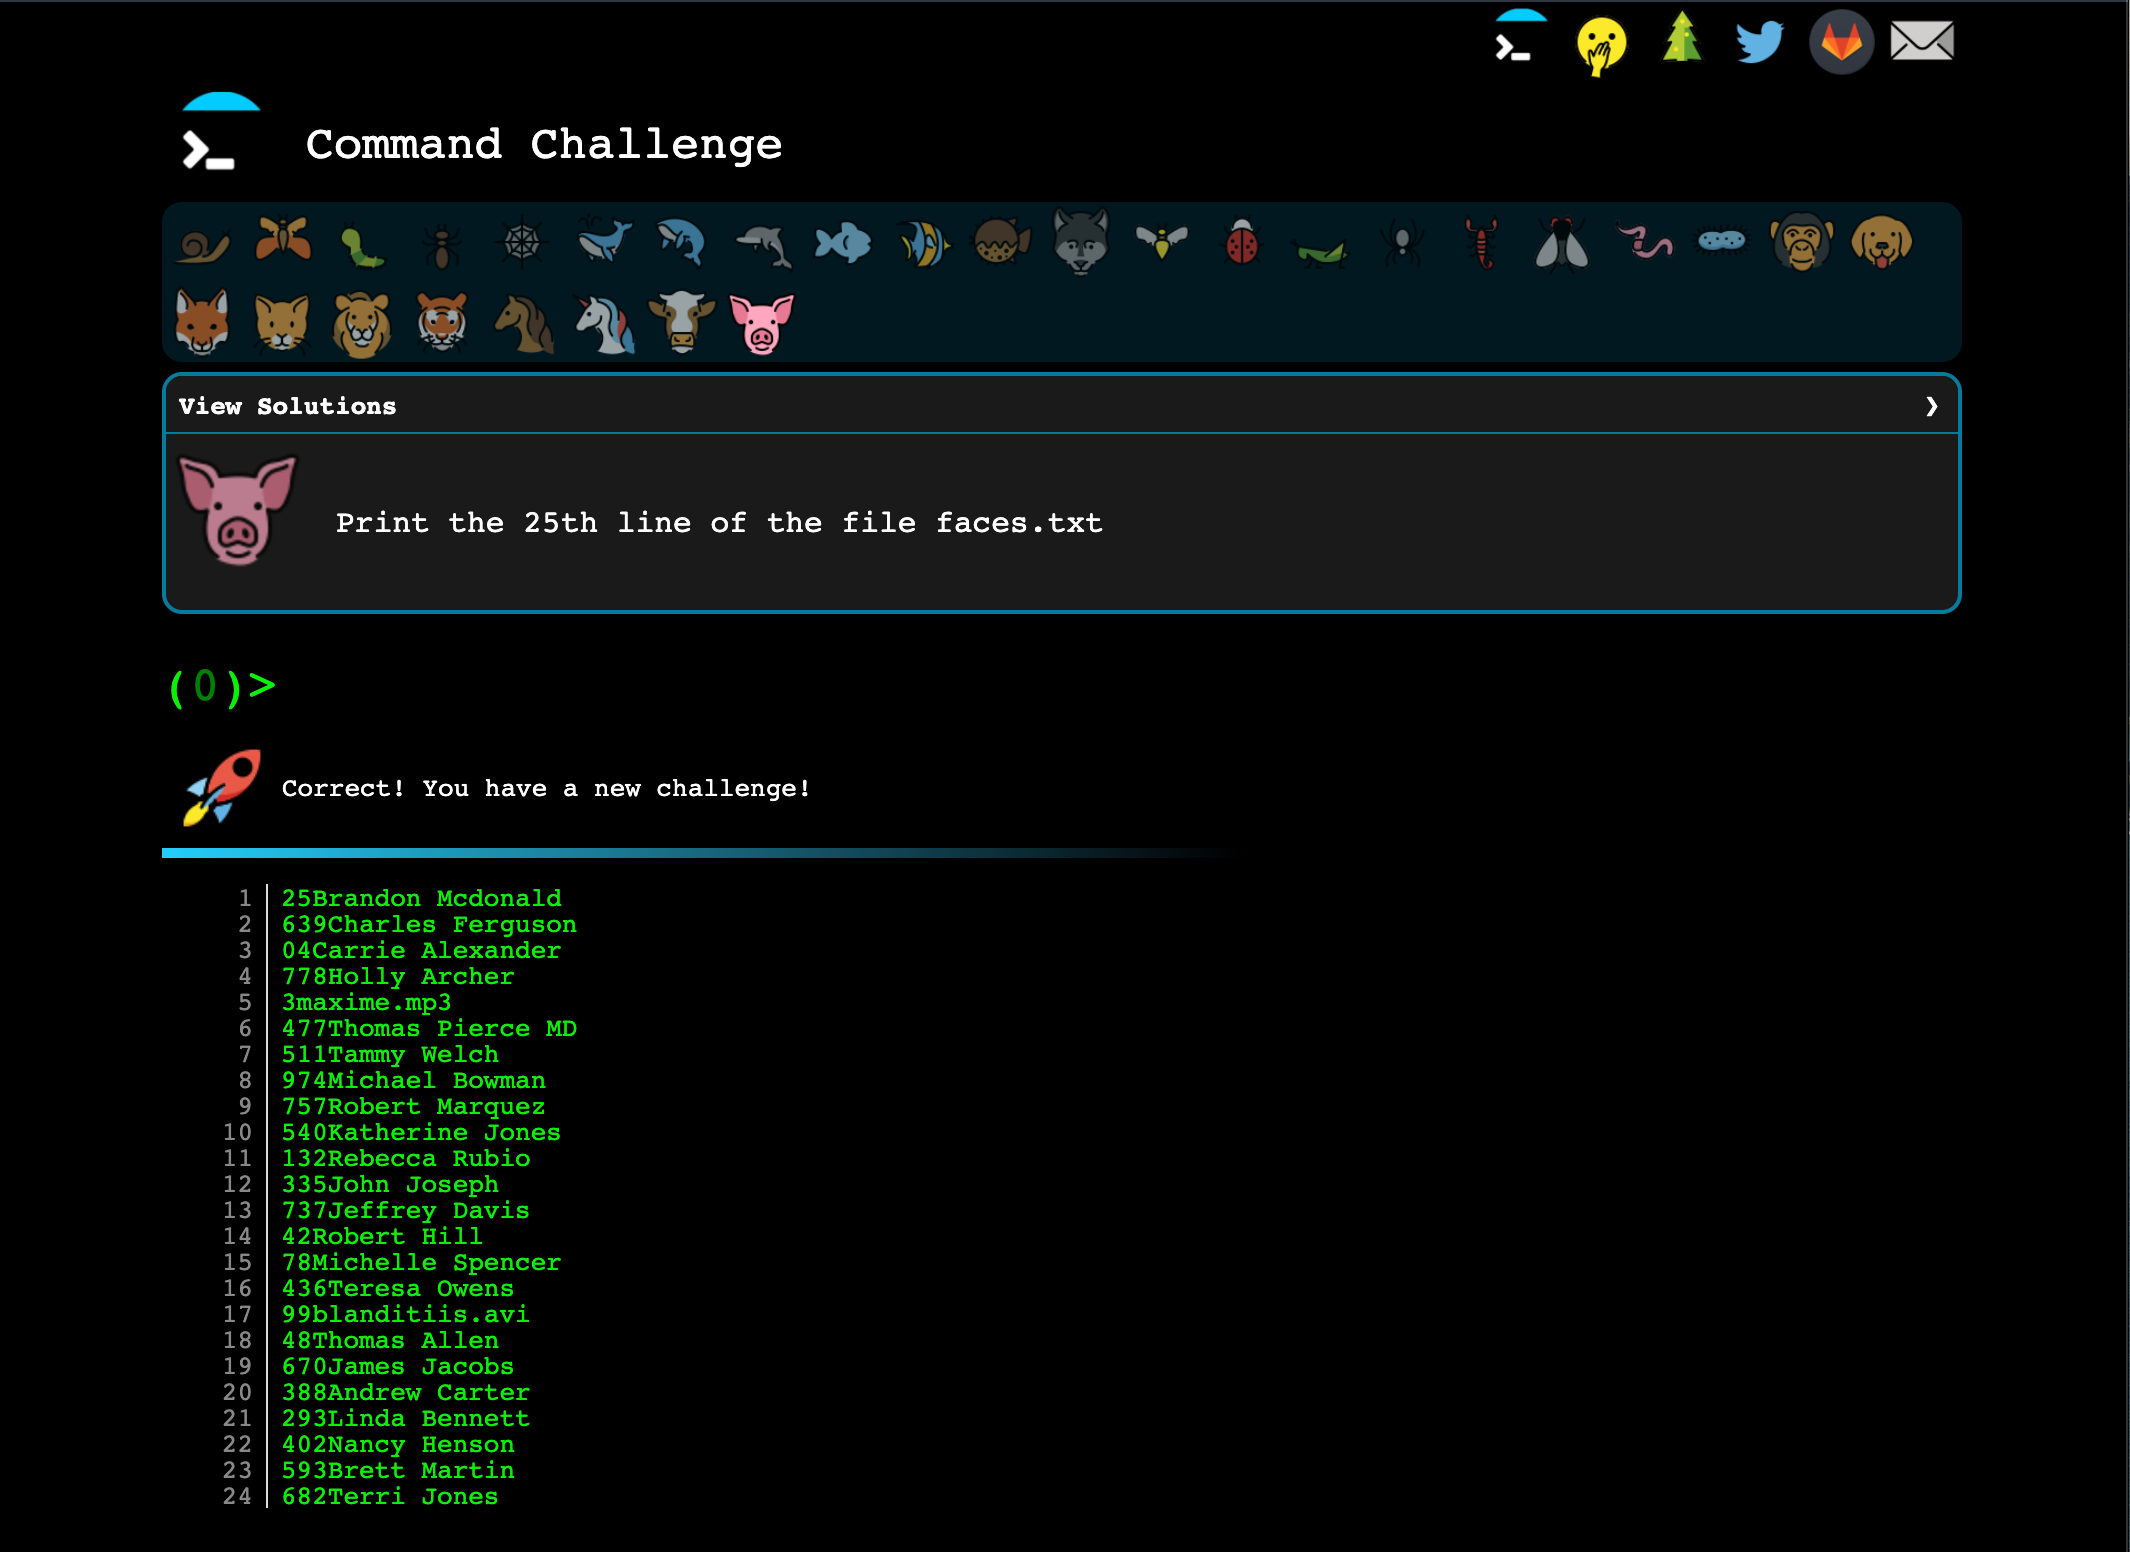 Command Challenge
View Solutions
Print the 25th line of the file faces.txt
(0)>
Correct! You have a new challenge!
1 25Brandon Mcdonald
2 639Charles Ferguson
3 04Carrie Alexander
4 778Holly Archer
5 3maxime.mp3
6 477Thomas Pierce MD
7 511Tammy Welch
8 974Michael Bowman
9 757Robert Marquez
10 540Katherine Jones
11 132Rebecca Rubio
12 335John Joseph
13 737Jeffrey Davis
14 42Robert Hill
15 78Michelle Spencer
16 436Teresa Owens
17 99blanditiis.avi
18 48Thomas Allen
19 670James Jacobs
20 388Andrew Carter
21 293Linda Bennett
22 402Nancy Henson
23 593Brett Martin
24 682Terri Jones